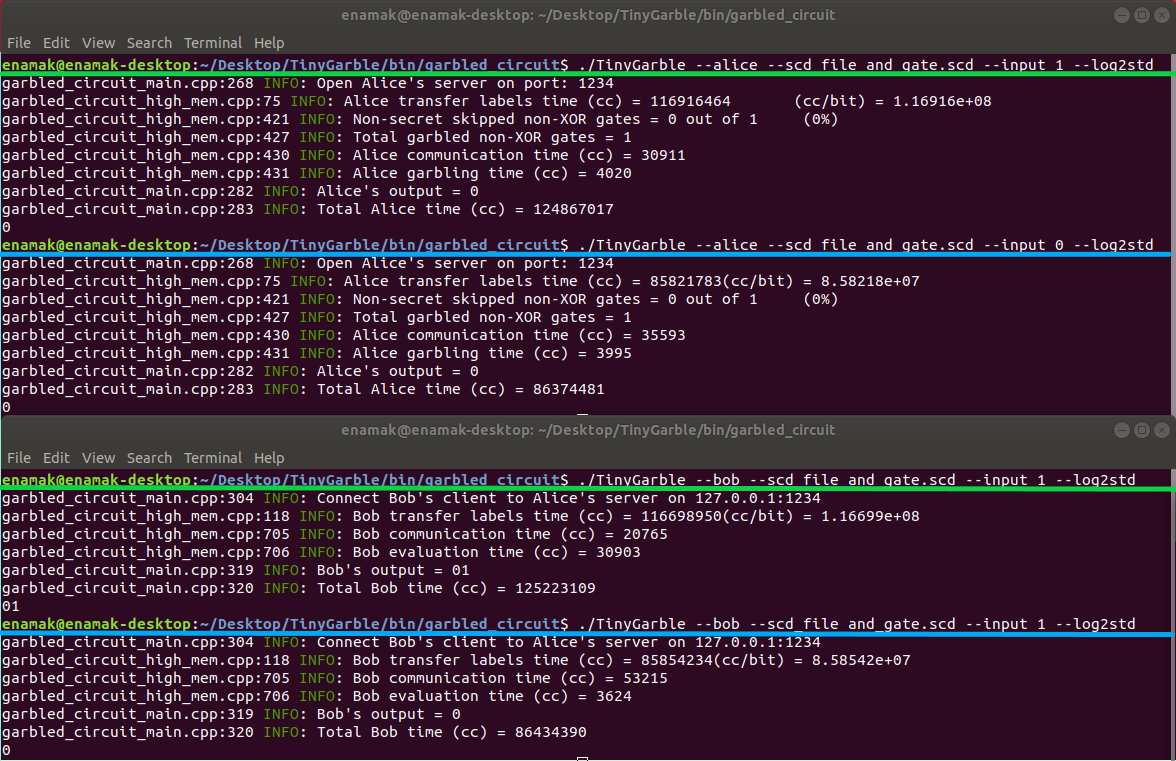 enamak@enamak-desktop: ~/Desktop/TinyGarble/bin/garbled_circuit
File Edit View Search Terminal Help
enamak@enamak-desktop:~/Desktop/TinyGarble/bin/garbled_circuit$ ./TinyGarble --alice --scd_file and_gate.scd --input 1 --log2std
garbled_circuit_main.cpp:268 INFO: Open Alice's server on port: 1234
garbled_circuit_high_mem.cpp:75 INFO: Alice transfer labels time (cc) = 116916464 (cc/bit) = 1.16916e+08
garbled_circuit_high_mem.cpp:421 INFO: Non-secret skipped non-XOR gates = 0 out of 1 (0%)
garbled_circuit_high_mem.cpp:427 INFO: Total garbled non-XOR gates = 1
garbled_circuit_high_mem.cpp:430 INFO: Alice communication time (cc) = 30911
garbled_circuit_high_mem.cpp:431 INFO: Alice garbling time (cc) = 4020
garbled_circuit_main.cpp:282 INFO: Alice's output = 0
garbled_circuit_main.cpp:283 INFO: Total Alice time (cc) = 124867017
0
enamak@enamak-desktop:~/Desktop/TinyGarble/bin/garbled_circuit$ ./TinyGarble --alice --scd_file and_gate.scd --input 0 --log2std
garbled_circuit_main.cpp:268 INFO: Open Alice's server on port: 1234
garbled_circuit_high_mem.cpp:75 INFO: Alice transfer labels time (cc) = 85821783(cc/bit) = 8.58218e+07
garbled_circuit_high_mem.cpp:421 INFO: Non-secret skipped non-XOR gates = 0 out of 1 (0%)
garbled_circuit_high_mem.cpp:427 INFO: Total garbled non-XOR gates = 1
garbled_circuit_high_mem.cpp:430 INFO: Alice communication time (cc) = 35593
garbled_circuit_high_mem.cpp:431 INFO: Alice garbling time (cc) = 3995
garbled_circuit_main.cpp:282 INFO: Alice's output = 0
garbled_circuit_main.cpp:283 INFO: Total Alice time (cc) = 86374481
0
enamak@enamak-desktop: ~/Desktop/TinyGarble/bin/garbled_circuit
File Edit View Search Terminal Help
enamak@enamak-desktop:~/Desktop/TinyGarble/bin/garbled_circuit$ ./TinyGarble --bob --scd_file and_gate.scd --input 1 --log2std
garbled_circuit_main.cpp:304 INFO: Connect Bob's client to Alice's server on 127.0.0.1:1234
garbled_circuit_high_mem.cpp:118 INFO: Bob transfer labels time (cc) = 116698950(cc/bit) = 1.16699e+08
garbled_circuit_high_mem.cpp:705 INFO: Bob communication time (cc) = 20765
garbled_circuit_high_mem.cpp:706 INFO: Bob evaluation time (cc) = 30903
garbled_circuit_main.cpp:319 INFO: Bob's output = 01
garbled_circuit_main.cpp:320 INFO: Total Bob time (cc) = 125223109
01
enamak@enamak-desktop:~/Desktop/TinyGarble/bin/garbled_circuit$ ./TinyGarble --bob --scd_file and_gate.scd --input 1 --log2std
garbled_circuit_main.cpp:304 INFO: Connect Bob's client to Alice's server on 127.0.0.1:1234
garbled_circuit_high_mem.cpp:118 INFO: Bob transfer labels time (cc) = 85854234(cc/bit) = 8.58542e+07
garbled_circuit_high_mem.cpp:705 INFO: Bob communication time (cc) = 53215
garbled_circuit_high_mem.cpp:706 INFO: Bob evaluation time (cc) = 3624
garbled_circuit_main.cpp:319 INFO: Bob's output = 0
garbled_circuit_main.cpp:320 INFO: Total Bob time (cc) = 86434390
0